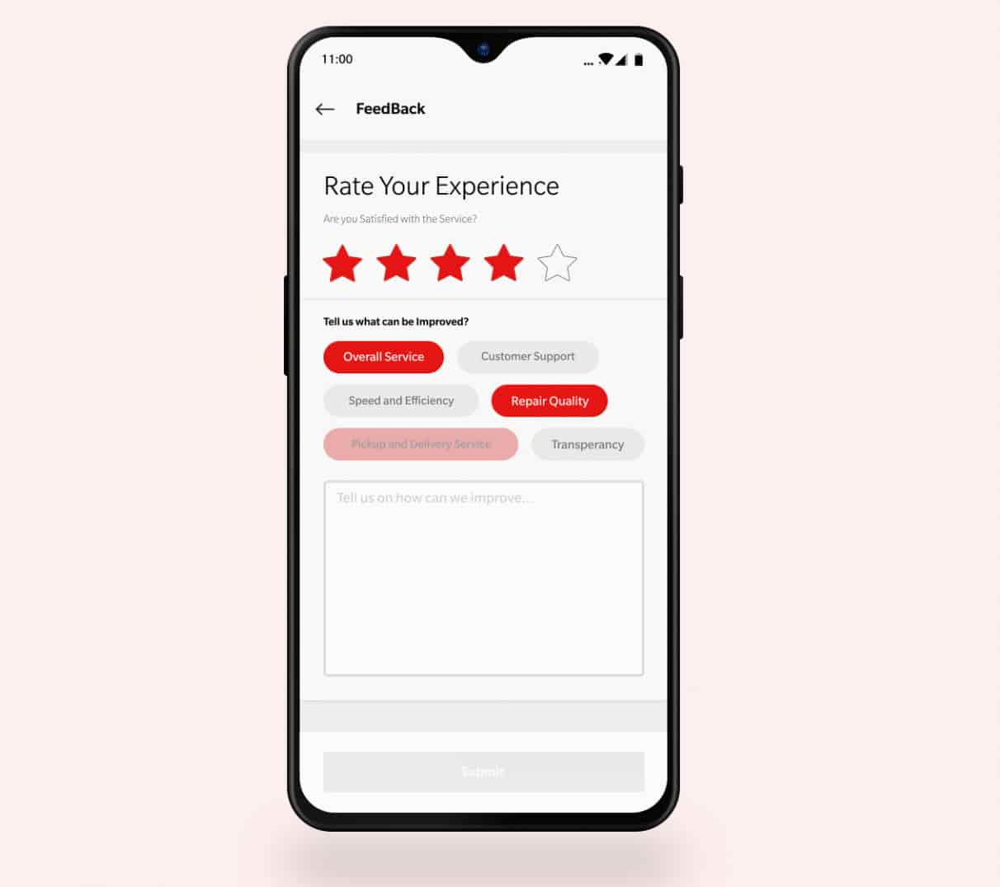 11:00
FeedBack
Rate Your Experience
Are you Satisfied with the Service?
Tell us what can be Improved?
Overall Service
Customer Support
Speed and Efficiency
Repair Quality
Pickup and Delivery Service
Transperancy
Tell us on how can we improve...
Submit